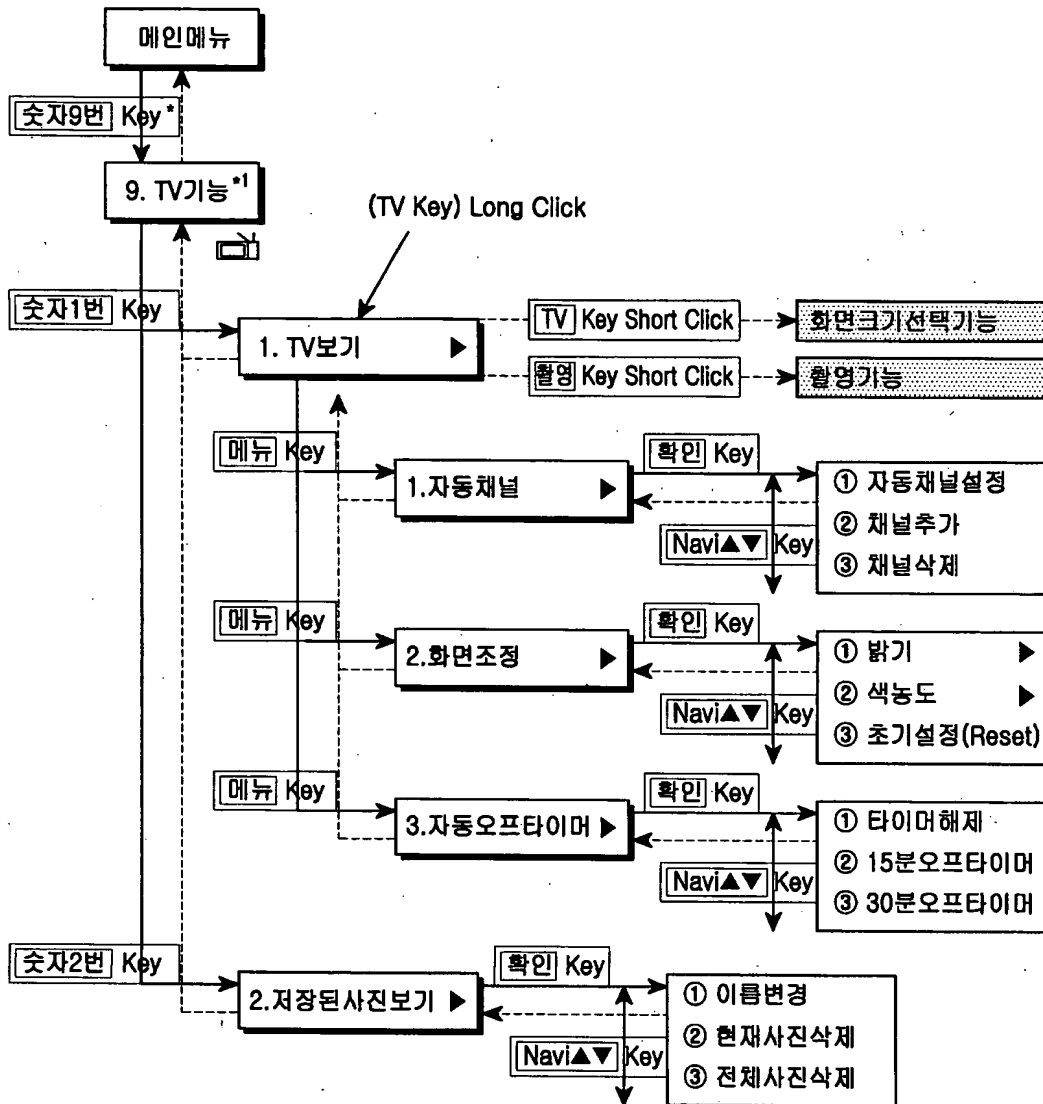 메인메뉴
숫자9번 Key *
9. TV기능 *1
(TV Key) Long Click
숫자1번 Key
1. TV보기 ▶
TV Key Short Click
화면크기선택기능
촬영 Key Short Click
촬영기능
메뉴 Key
1.자동채널 ▶
확인 Key
Navi▲▼ Key
① 자동채널설정
② 채널추가
③ 채널삭제
메뉴 Key
2.화면조정 ▶
확인 Key
Navi▲▼ Key
① 밝기 ▶
② 색농도 ▶
③ 초기설정(Reset)
메뉴 Key
3.자동오프타이머 ▶
확인 Key
Navi▲▼ Key
① 타이머해제
② 15분오프타이머
③ 30분오프타이머
숫자2번 Key
2.저장된사진보기 ▶
확인 Key
Navi▲▼ Key
① 이름변경
② 현재사진삭제
③ 전체사진삭제